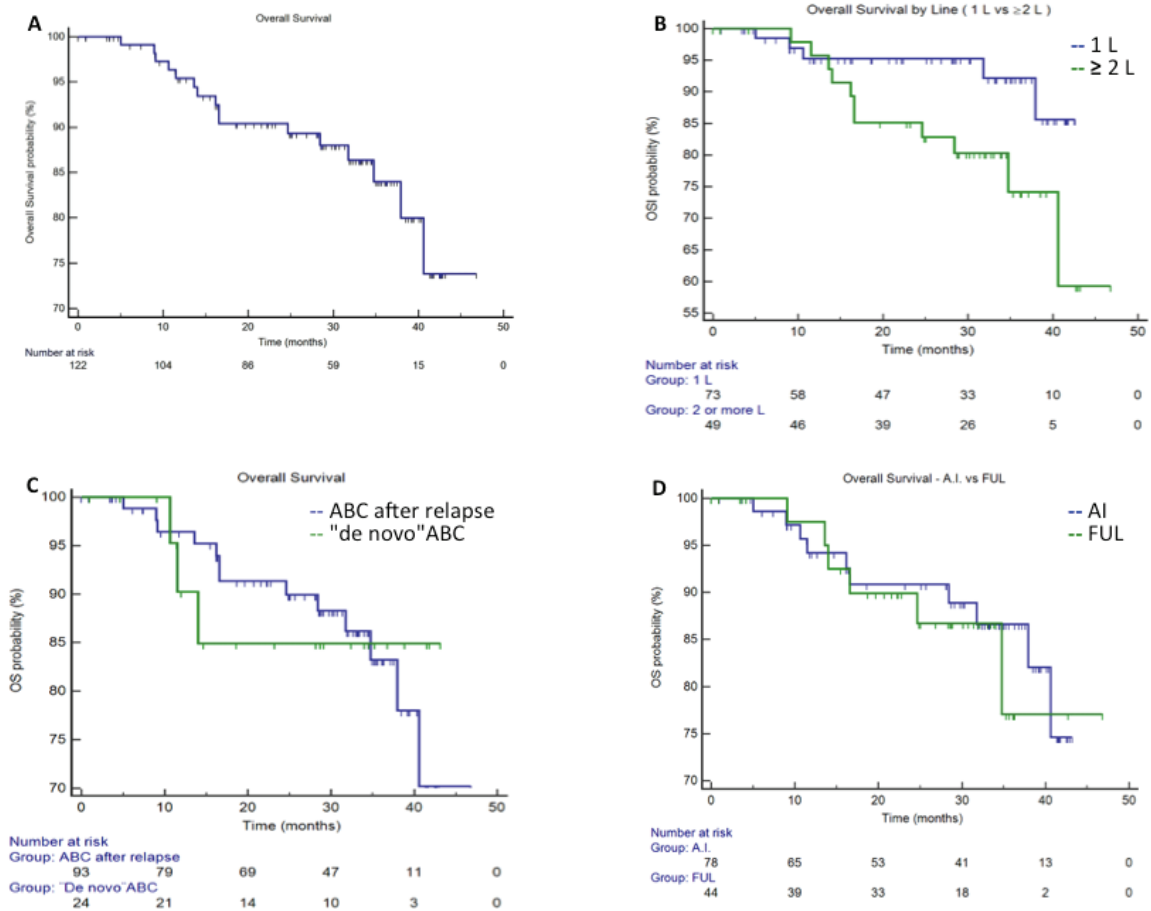 A
Overall Survival
Overall Survival probability (%)
100
95
90
85
80
75
70
0 10 20 30 40 50
Time (months)
Number at risk
122 104 86 59 15 0
B
Overall Survival by Line ( 1 L vs ≥2 L )
1 L
≥ 2 L
OSI probability (%)
100
95
90
85
80
75
70
65
60
55
0 10 20 30 40 50
Time (months)
Number at risk
Group: 1 L
73 58 47 33 10 0
Group: 2 or more L
49 46 39 26 5 0
C
Overall Survival
ABC after relapse
"de novo"ABC
OS probability (%)
100
95
90
85
80
75
70
0 10 20 30 40 50
Time (months)
Number at risk
Group: ABC after relapse
93 79 69 47 11 0
Group: "De novo"ABC
24 21 14 10 3 0
D
Overall Survival - A.I. vs FUL
AI
FUL
OS probability (%)
100
95
90
85
80
75
70
0 10 20 30 40 50
Time (months)
Number at risk
Group: A.I.
78 65 53 41 13 0
Group: FUL
44 39 33 18 2 0